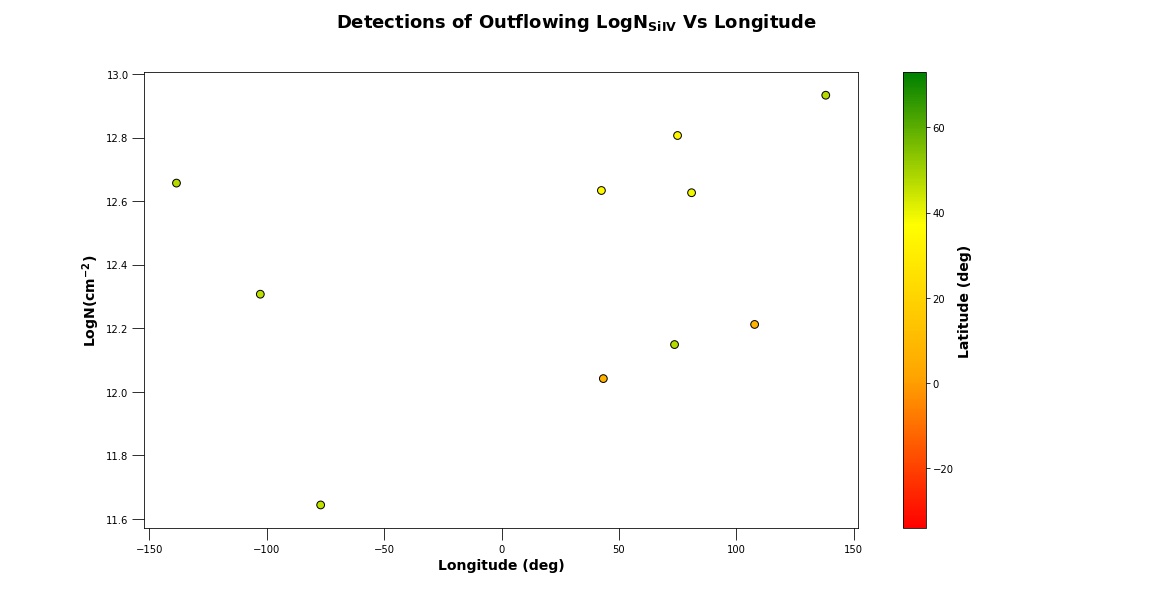 Detections of Outflowing LogN_SiIV Vs Longitude
13.0
12.8
12.6
12.4
12.2
12.0
11.8
11.6
LogN(cm⁻²)
−150 −100 −50 0 50 100 150
Longitude (deg)
60
40
20
0
−20
Latitude (deg)